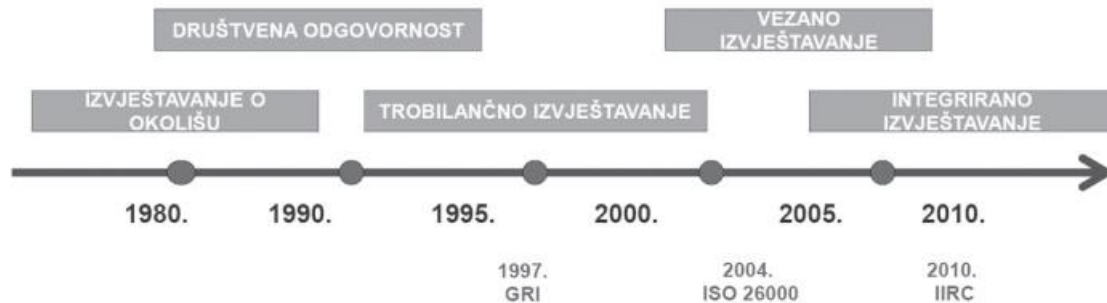 DRUŠTVENA ODGOVORNOST
VEZANO
IZVJEŠTAVANJE
IZVJEŠTAVANJE O
OKOLIŠU
TROBILANČNO IZVJEŠTAVANJE
INTEGRIRANO
IZVJEŠTAVANJE
1980.
1990.
1995.
2000.
2005.
2010.
1997.
GRI
2004.
ISO 26000
2010.
IIRC